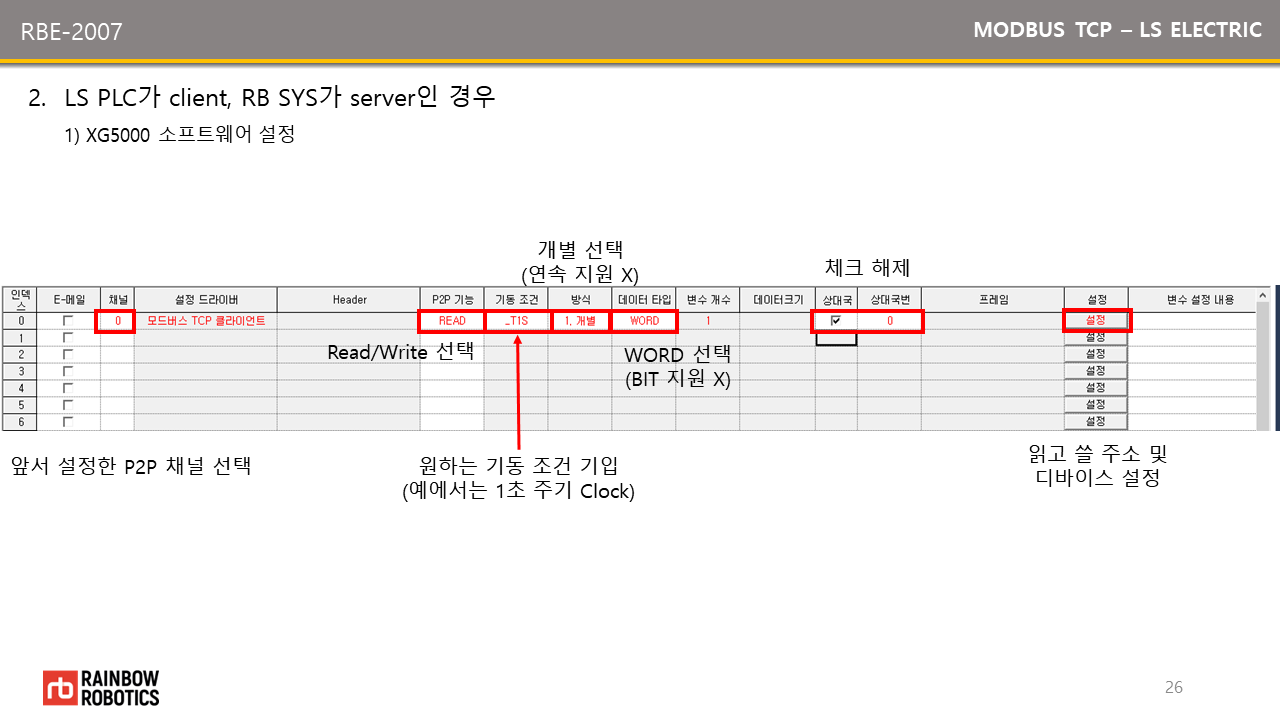 RBE-2007
MODBUS TCP – LS ELECTRIC
2. LS PLC가 client, RB SYS가 server인 경우
1) XG5000 소프트웨어 설정
개별 선택
(연속 지원 X)
체크 해제
인덱스 E-메일 채널 설정 드라이버 Header P2P 기능 기동 조건 방식 데이터 타입 변수 개수 데이터크기 상대국 상대국번 프레임 설정 변수 설정 내용
0 0 모드버스 TCP 클라이언트 READ _T1S 1, 개별 WORD 1 0 설정
1 설정
2 설정
3 설정
4 설정
5 설정
6 설정
Read/Write 선택
WORD 선택
(BIT 지원 X)
앞서 설정한 P2P 채널 선택
원하는 기동 조건 기입
(예에서는 1초 주기 Clock)
읽고 쓸 주소 및
디바이스 설정
rb RAINBOW
ROBOTICS
26